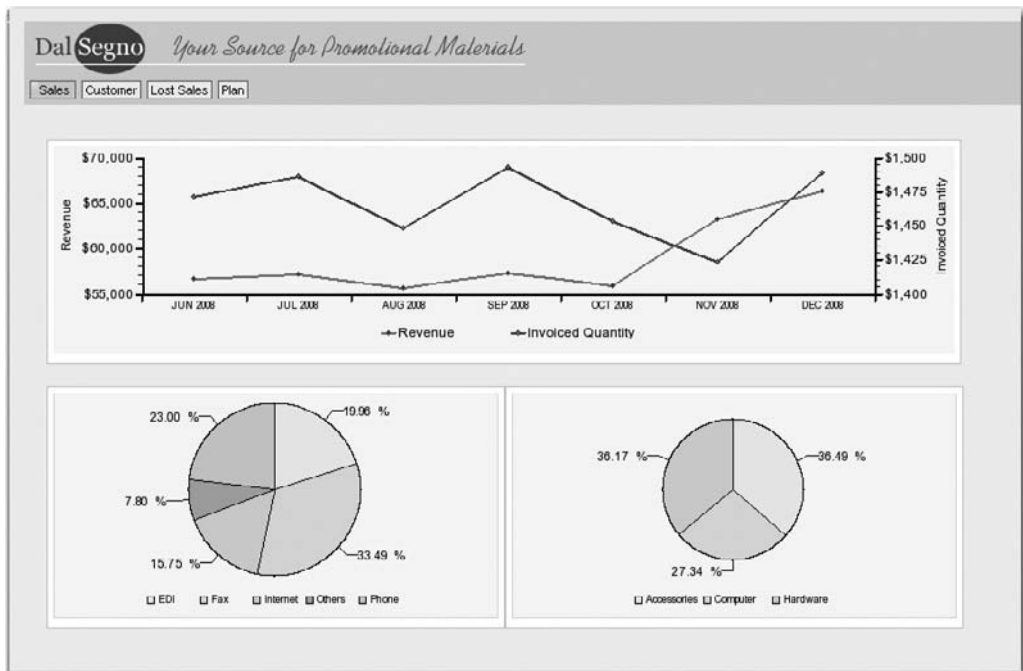 Dal Segno Your Source for Promotional Materials
Sales Customer Lost Sales Plan
$70,000
$65,000
$60,000
$55,000
Revenue
$1,500
$1,475
$1,450
$1,425
$1,400
Invoiced Quantity
JUN 2008 JUL 2008 AUG 2008 SEP 2008 OCT 2008 NOV 2008 DEC 2008
Revenue Invoiced Quantity
23.00 %
19.96 %
7.80 %
15.75 %
33.49 %
EDI Fax Internet Others Phone
36.17 %
36.49 %
27.34 %
Accessories Computer Hardware